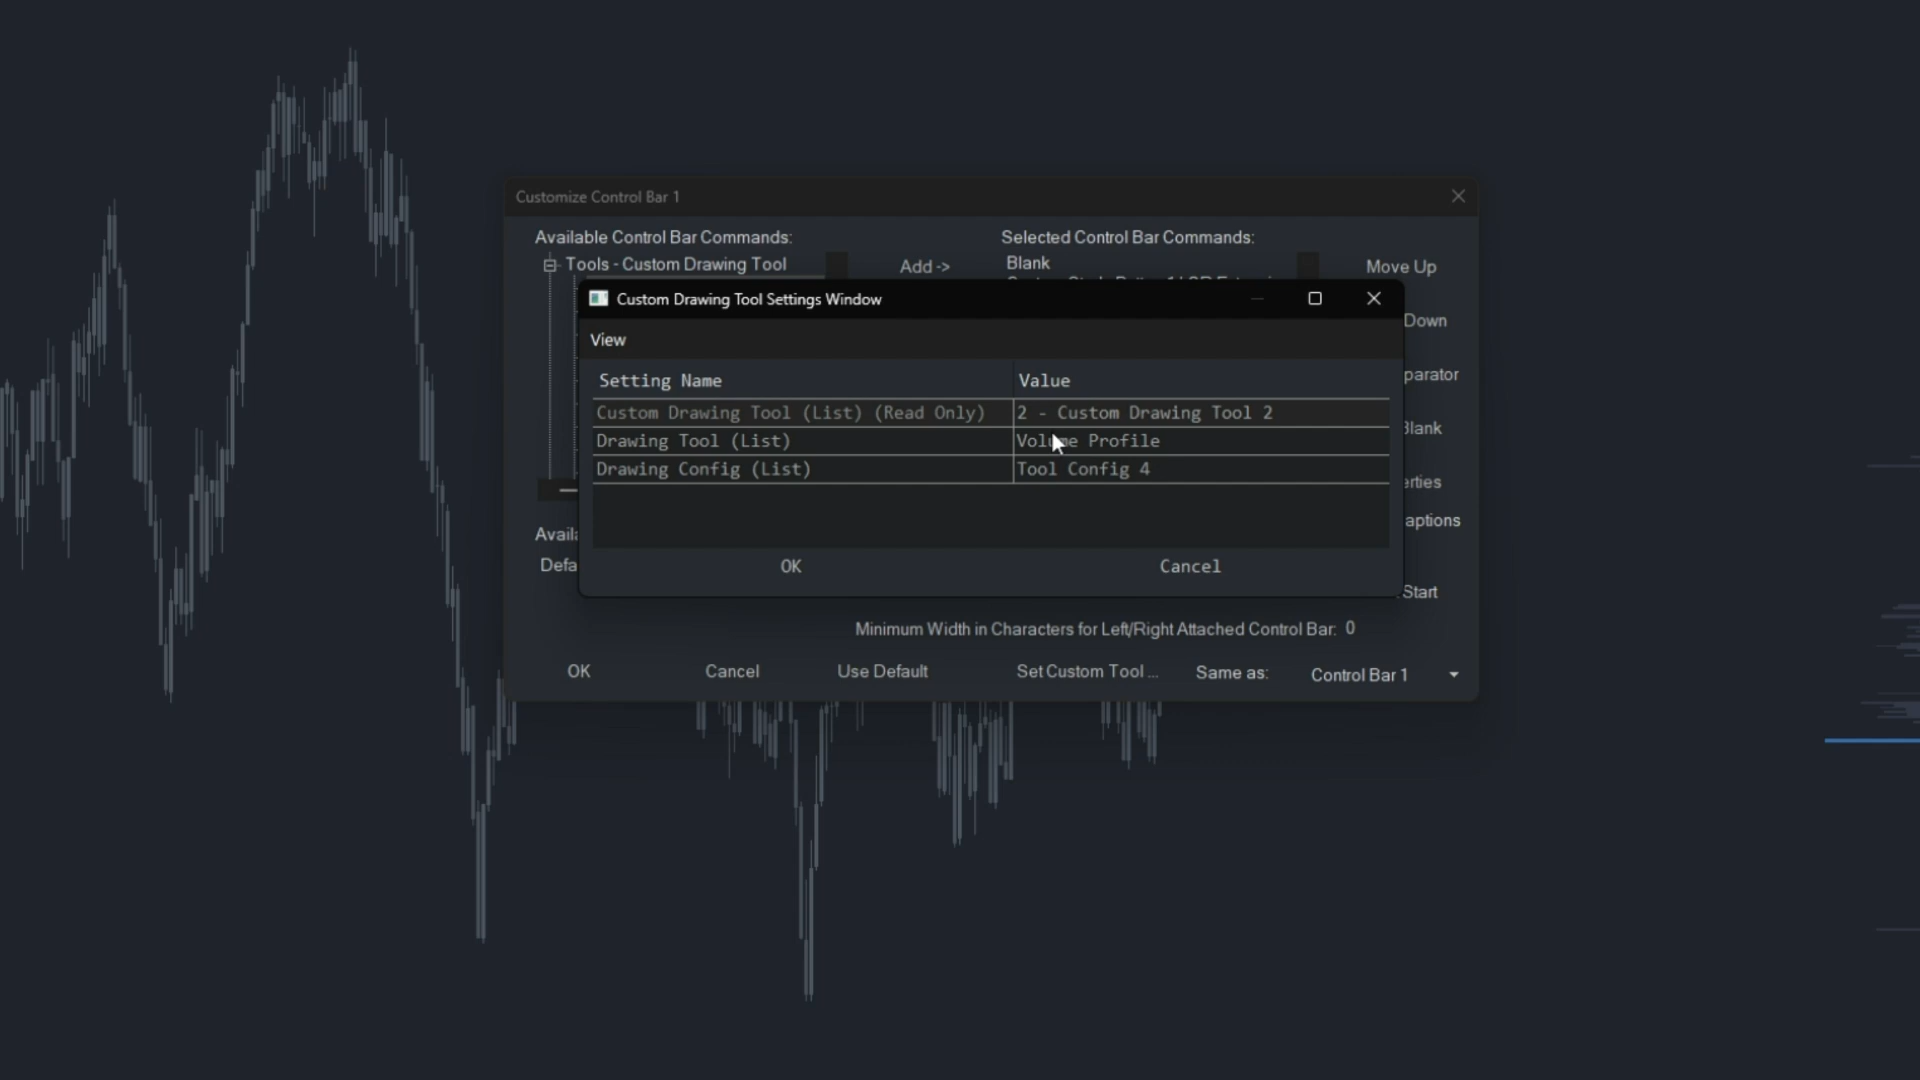 Customize Control Bar 1
Available Control Bar Commands:
Selected Control Bar Commands:
Tools - Custom Drawing Tool
Add ->
Blank
Move Up
Custom Drawing Tool Settings Window
Down
View
parator
Setting Name
Value
Custom Drawing Tool (List) (Read Only)
2 - Custom Drawing Tool 2
Blank
Drawing Tool (List)
Volume Profile
Drawing Config (List)
Tool Config 4
erties
aptions
Availa
Defa
OK
Cancel
Start
Minimum Width in Characters for Left/Right Attached Control Bar: 0
OK
Cancel
Use Default
Set Custom Tool ...
Same as:
Control Bar 1